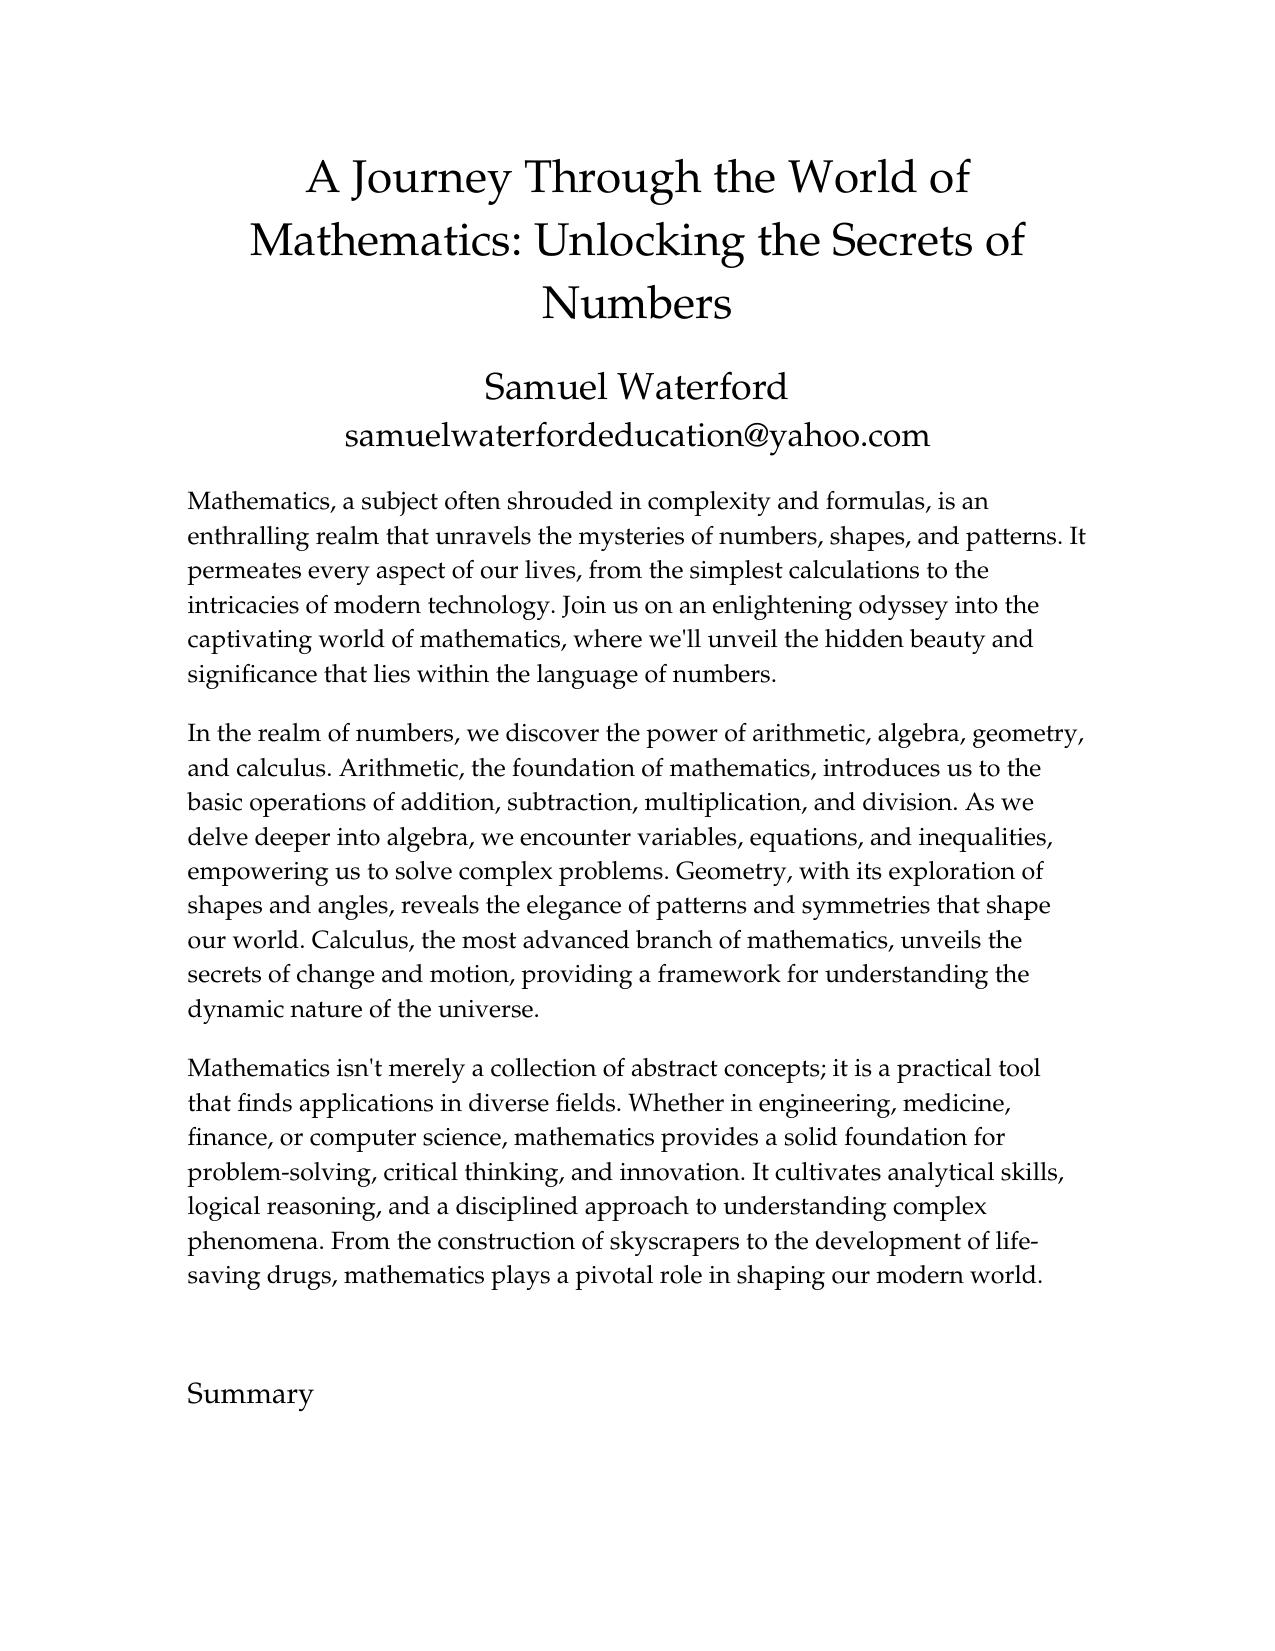 A Journey Through the World of
Mathematics: Unlocking the Secrets of
Numbers
Samuel Waterford
samuelwaterfordeducation@yahoo.com
Mathematics, a subject often shrouded in complexity and formulas, is an
enthralling realm that unravels the mysteries of numbers, shapes, and patterns. It
permeates every aspect of our lives, from the simplest calculations to the
intricacies of modern technology. Join us on an enlightening odyssey into the
captivating world of mathematics, where we'll unveil the hidden beauty and
significance that lies within the language of numbers.
In the realm of numbers, we discover the power of arithmetic, algebra, geometry,
and calculus. Arithmetic, the foundation of mathematics, introduces us to the
basic operations of addition, subtraction, multiplication, and division. As we
delve deeper into algebra, we encounter variables, equations, and inequalities,
empowering us to solve complex problems. Geometry, with its exploration of
shapes and angles, reveals the elegance of patterns and symmetries that shape
our world. Calculus, the most advanced branch of mathematics, unveils the
secrets of change and motion, providing a framework for understanding the
dynamic nature of the universe.
Mathematics isn't merely a collection of abstract concepts; it is a practical tool
that finds applications in diverse fields. Whether in engineering, medicine,
finance, or computer science, mathematics provides a solid foundation for
problem-solving, critical thinking, and innovation. It cultivates analytical skills,
logical reasoning, and a disciplined approach to understanding complex
phenomena. From the construction of skyscrapers to the development of life-
saving drugs, mathematics plays a pivotal role in shaping our modern world.
Summary